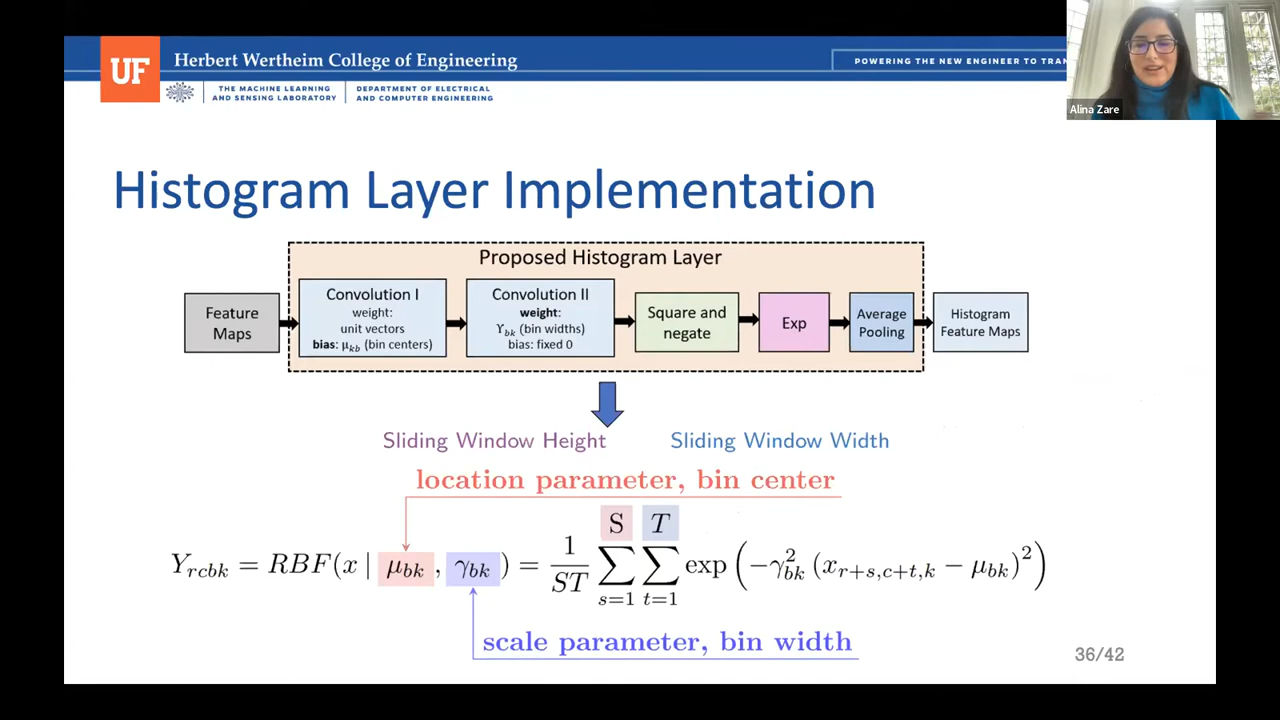 UF
Herbert Wertheim College of Engineering
POWERING THE NEW ENGINEER TO TRAN
THE MACHINE LEARNING
AND SENSING LABORATORY
DEPARTMENT OF ELECTRICAL
AND COMPUTER ENGINEERING
Alina Zare
Histogram Layer Implementation
Proposed Histogram Layer
Feature
Maps
Convolution I
weight:
unit vectors
bias: μ_kb (bin centers)
Convolution II
weight:
ϒ_bk (bin widths)
bias: fixed 0
Square and
negate
Exp
Average
Pooling
Histogram
Feature Maps
Sliding Window Height
Sliding Window Width
location parameter, bin center
Y_rcbk = RBF(x | μ_bk, γ_bk) = 1/ST ∑_{s=1}^{S} ∑_{t=1}^{T} exp(−γ_bk^2 (x_{r+s,c+t,k} − μ_bk)^2)
scale parameter, bin width
36/42